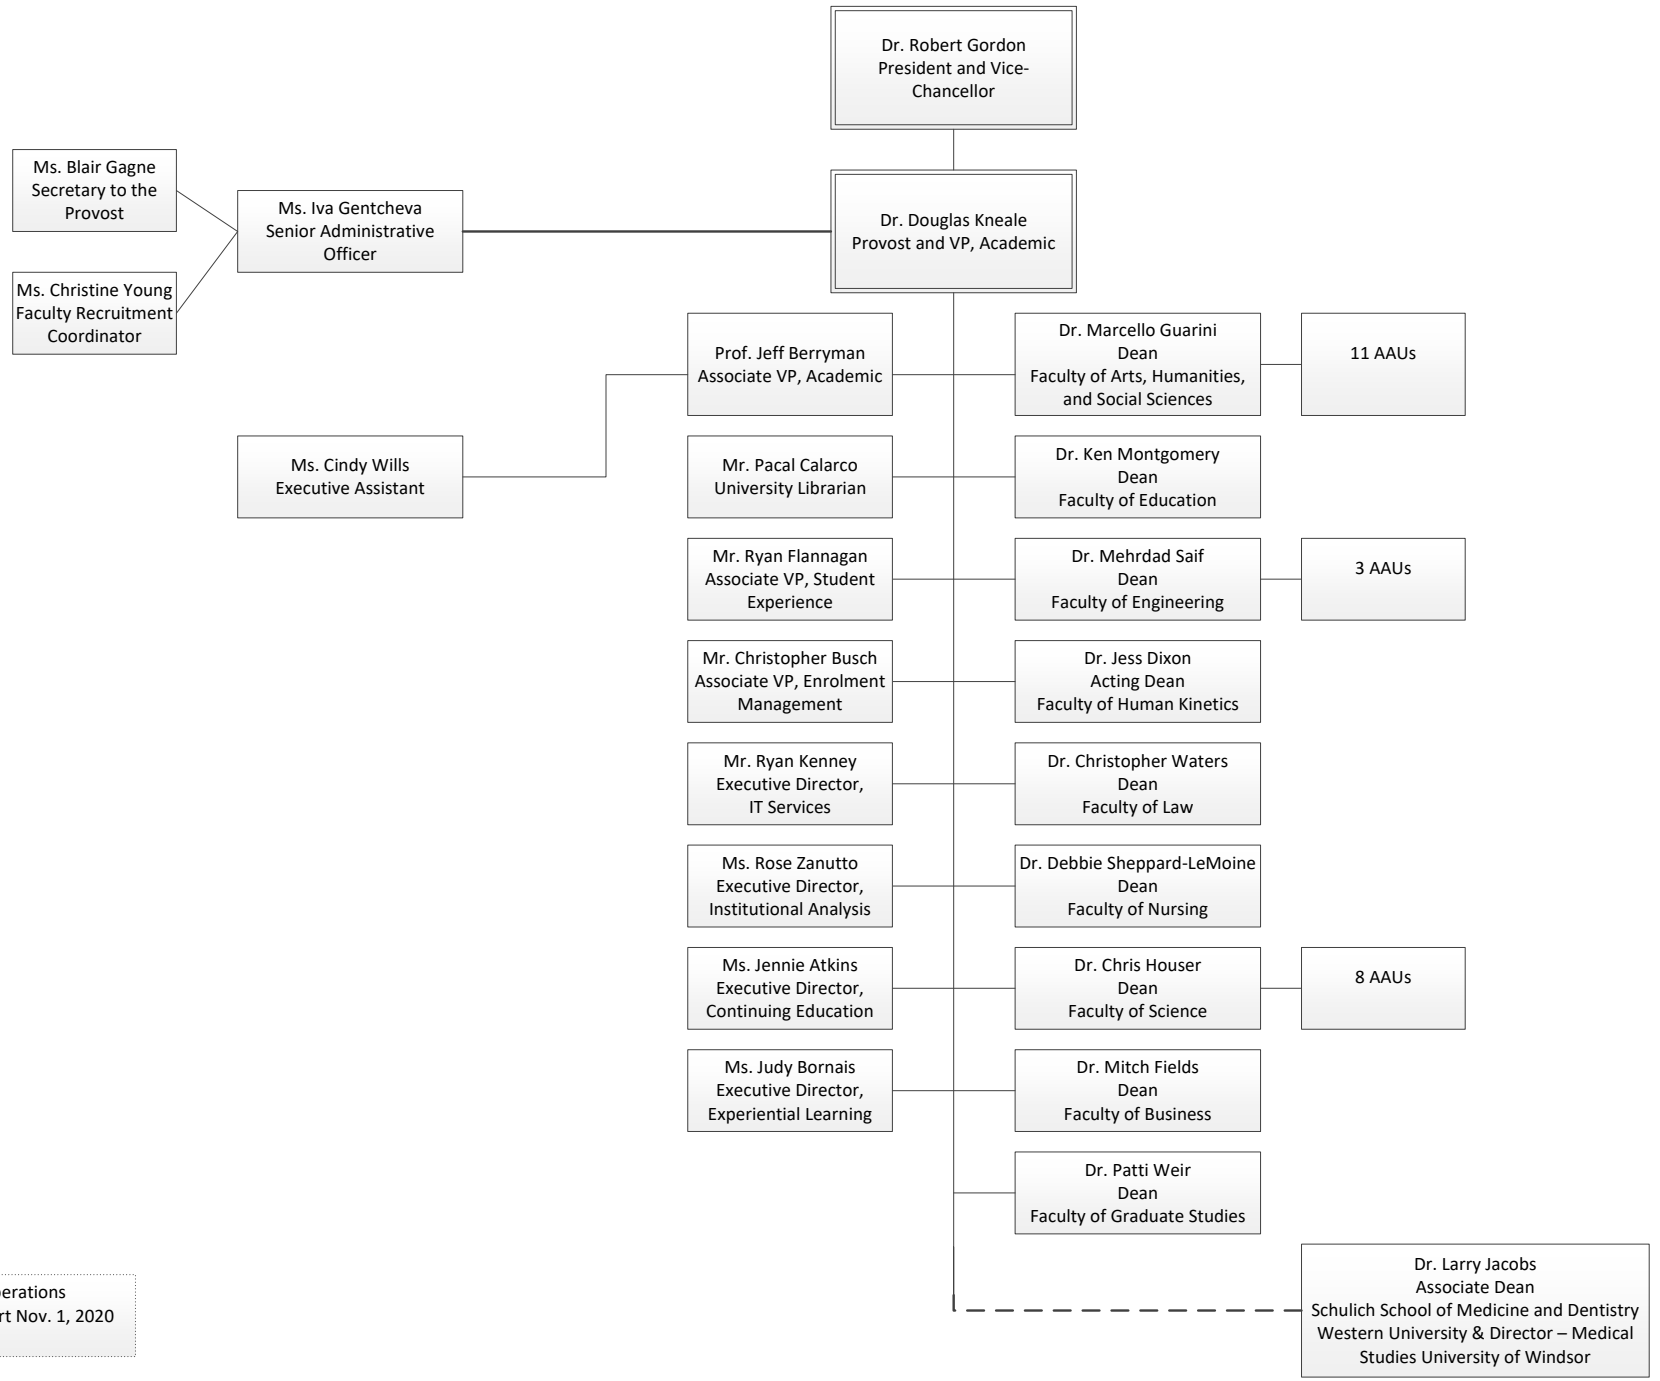 Dr. Robert Gordon
President and Vice-
Chancellor
Ms. Blair Gagne
Secretary to the
Provost
Ms. Iva Gentcheva
Senior Administrative
Officer
Dr. Douglas Kneale
Provost and VP, Academic
Ms. Christine Young
Faculty Recruitment
Coordinator
Prof. Jeff Berryman
Associate VP, Academic
Dr. Marcello Guarini
Dean
Faculty of Arts, Humanities,
and Social Sciences
11 AAUs
Ms. Cindy Wills
Executive Assistant
Mr. Pacal Calarco
University Librarian
Dr. Ken Montgomery
Dean
Faculty of Education
Mr. Ryan Flannagan
Associate VP, Student
Experience
Dr. Mehrdad Saif
Dean
Faculty of Engineering
3 AAUs
Mr. Christopher Busch
Associate VP, Enrolment
Management
Dr. Jess Dixon
Acting Dean
Faculty of Human Kinetics
Mr. Ryan Kenney
Executive Director,
IT Services
Dr. Christopher Waters
Dean
Faculty of Law
Ms. Rose Zanutto
Executive Director,
Institutional Analysis
Dr. Debbie Sheppard-LeMoine
Dean
Faculty of Nursing
Ms. Jennie Atkins
Executive Director,
Continuing Education
Dr. Chris Houser
Dean
Faculty of Science
8 AAUs
Ms. Judy Bornais
Executive Director,
Experiential Learning
Dr. Mitch Fields
Dean
Faculty of Business
Dr. Patti Weir
Dean
Faculty of Graduate Studies
Dr. Larry Jacobs
Associate Dean
Schulich School of Medicine and Dentistry
Western University & Director – Medical
Studies University of Windsor
Nov. 1, 2020